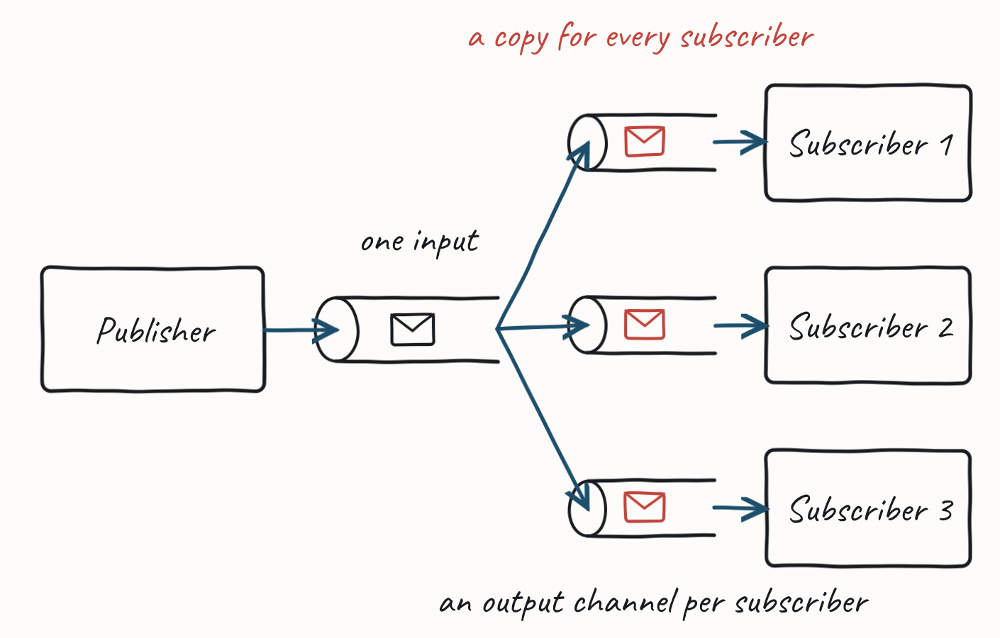 a copy for every subscriber
Subscriber 1
one input
Publisher
Subscriber 2
Subscriber 3
an output channel per subscriber